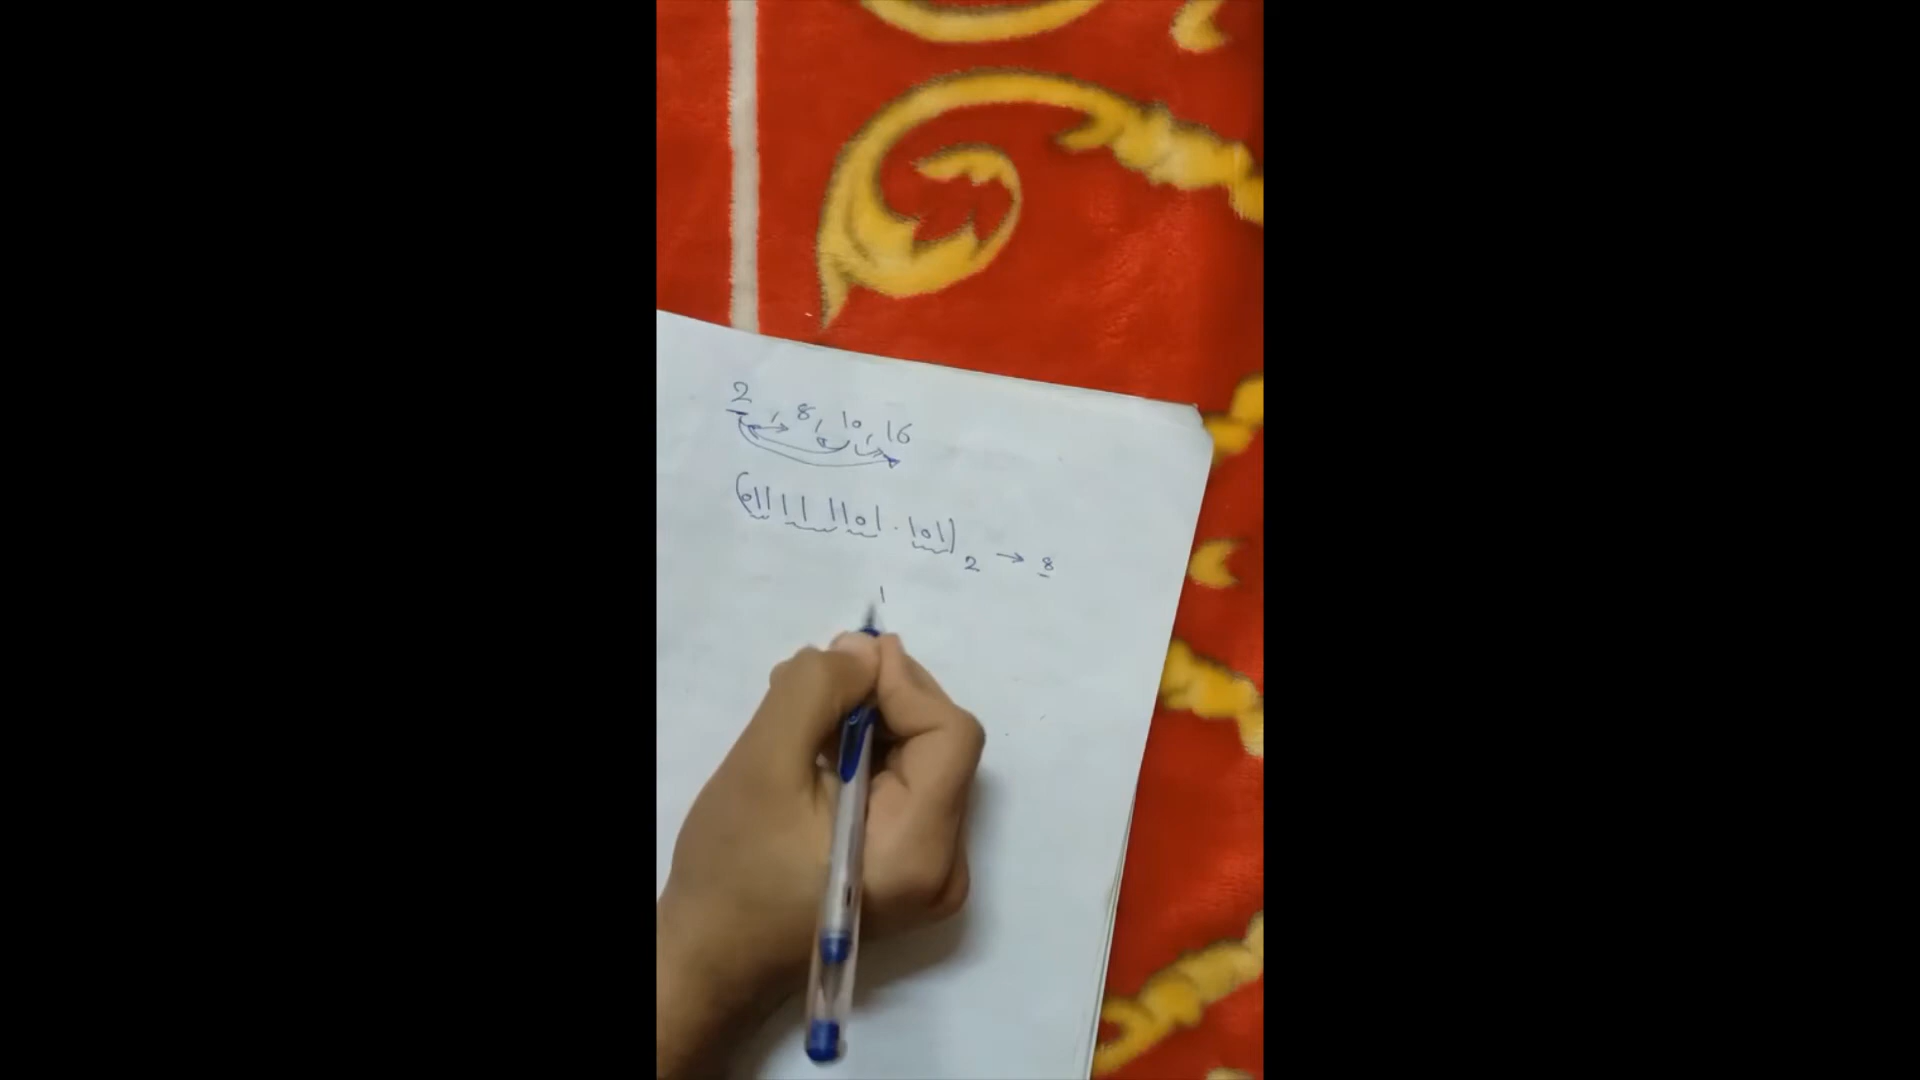 2, 8, 10, 16
(011111101.101)2 → 8
1